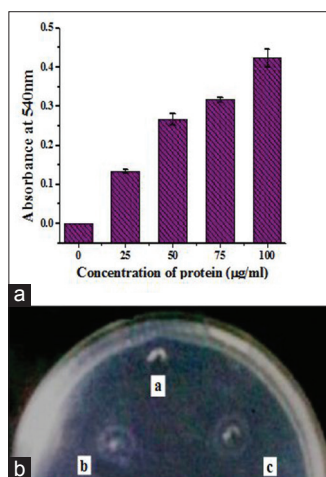 0.5
0.4
0.3
0.2
0.1
0.0
Absorbance at 540nm
0 25 50 75 100
Concentration of protein (µg/ml)
a
a
b c
b